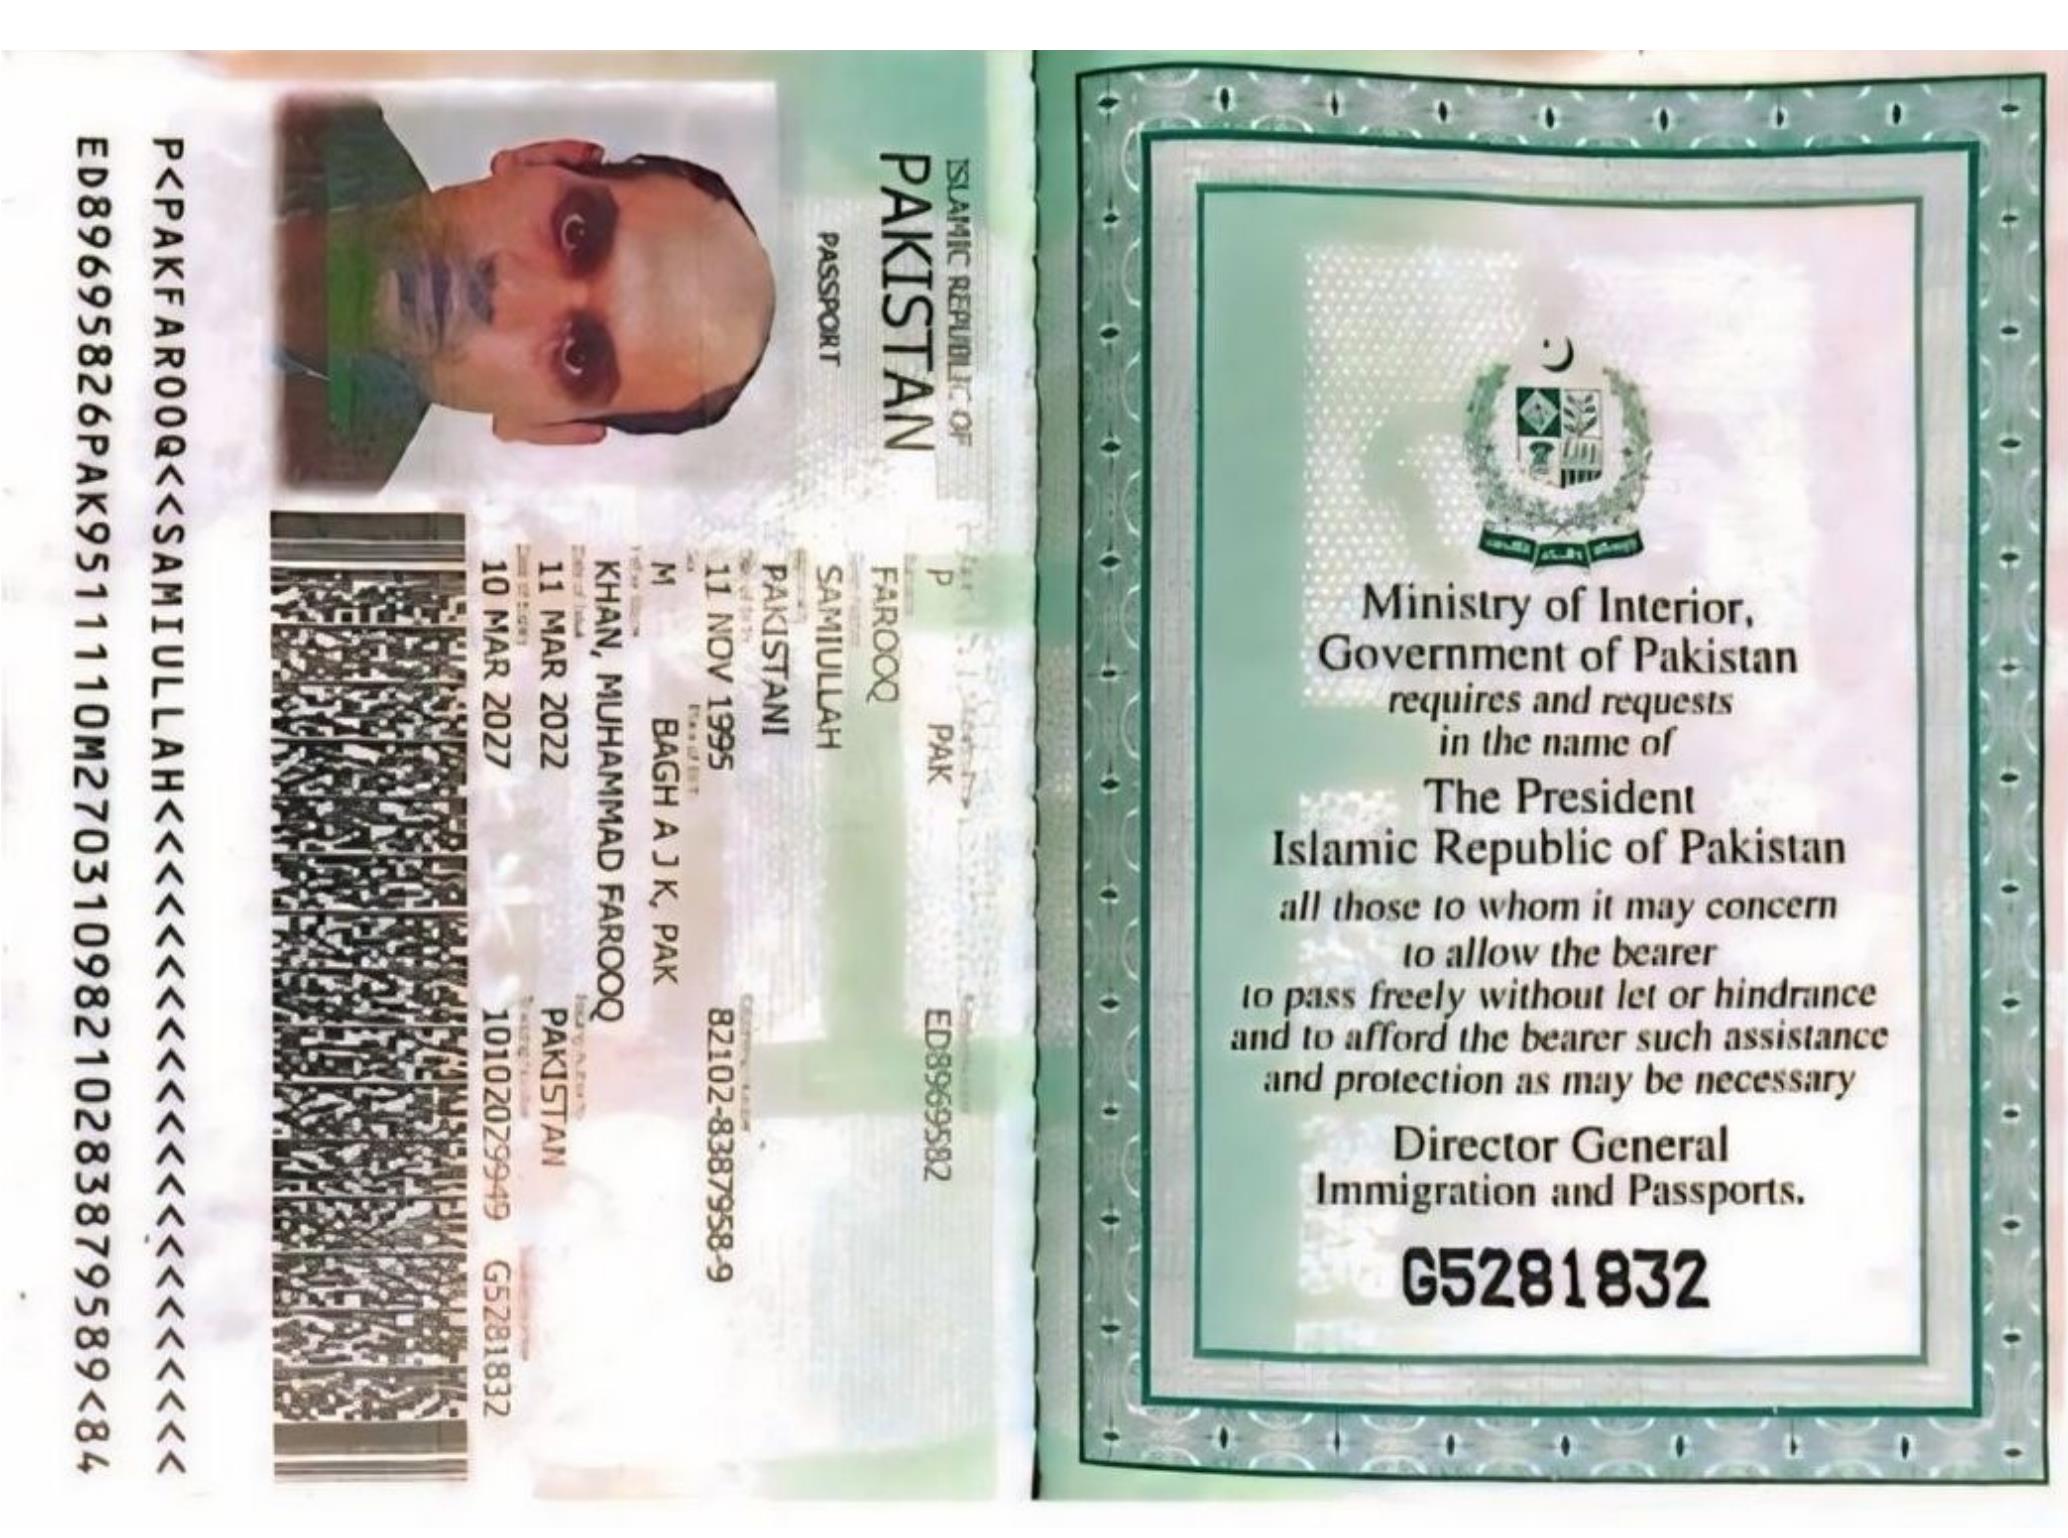 ISLAMIC REPUBLIC OF
PAKISTAN
PASSPORT
P PAK ED8969582
FAROOQ
SAMIULLAH
PAKISTANI
11 NOV 1995 82102-8387958-9
M BAGH A J K, PAK
KHAN, MUHAMMAD FAROOQ
11 MAR 2022 PAKISTAN
10 MAR 2027 10102029949 G5281832
P<PAKFAROOQ<<SAMIULLAH<<<<<<<<<<<<<<<<<<<<<<
ED89695826PAK9511110M270310982102838795​89<84
Ministry of Interior,
Government of Pakistan
requires and requests
in the name of
The President
Islamic Republic of Pakistan
all those to whom it may concern
to allow the bearer
to pass freely without let or hindrance
and to afford the bearer such assistance
and protection as may be necessary
Director General
Immigration and Passports.
G5281832